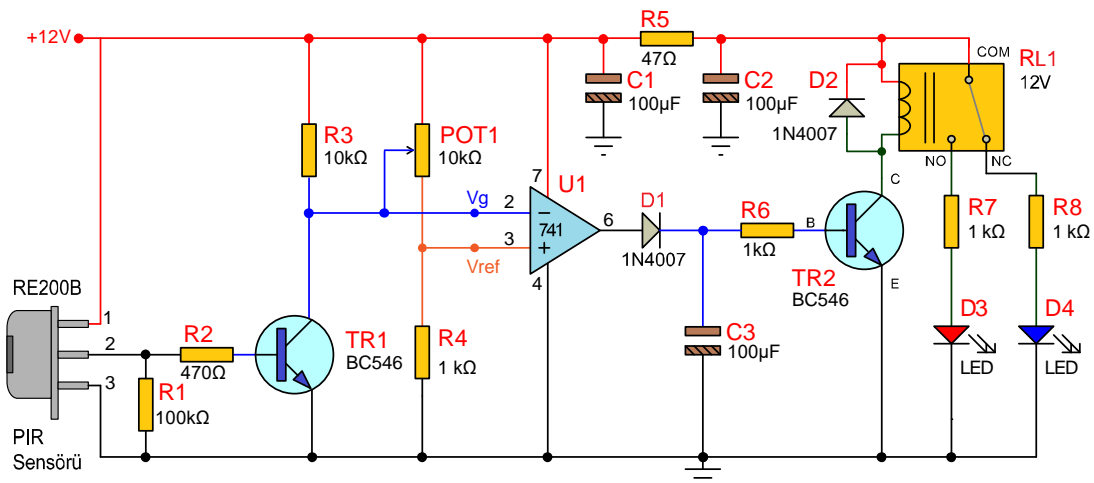 +12V
R5
47Ω
C1
100µF
C2
100µF
D2
1N4007
COM
RL1
12V
NO
NC
R3
10kΩ
POT1
10kΩ
Vg
2
7
U1
741
3
4
6
Vref
D1
1N4007
R6
1kΩ
B
C
E
TR2
BC546
R7
1 kΩ
R8
1 kΩ
RE200B
1
2
3
R2
470Ω
R1
100kΩ
TR1
BC546
R4
1 kΩ
C3
100µF
D3
LED
D4
LED
PIR
Sensörü